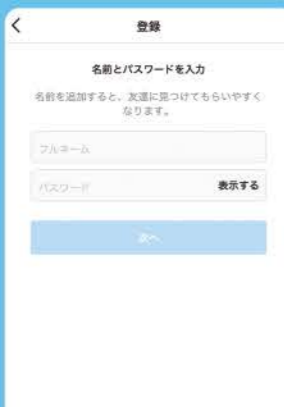 登録
名前とパスワードを入力
名前を追加すると、友達に見つけてもらいやすく
なります。
フルネーム
パスワード 表示する
次へ